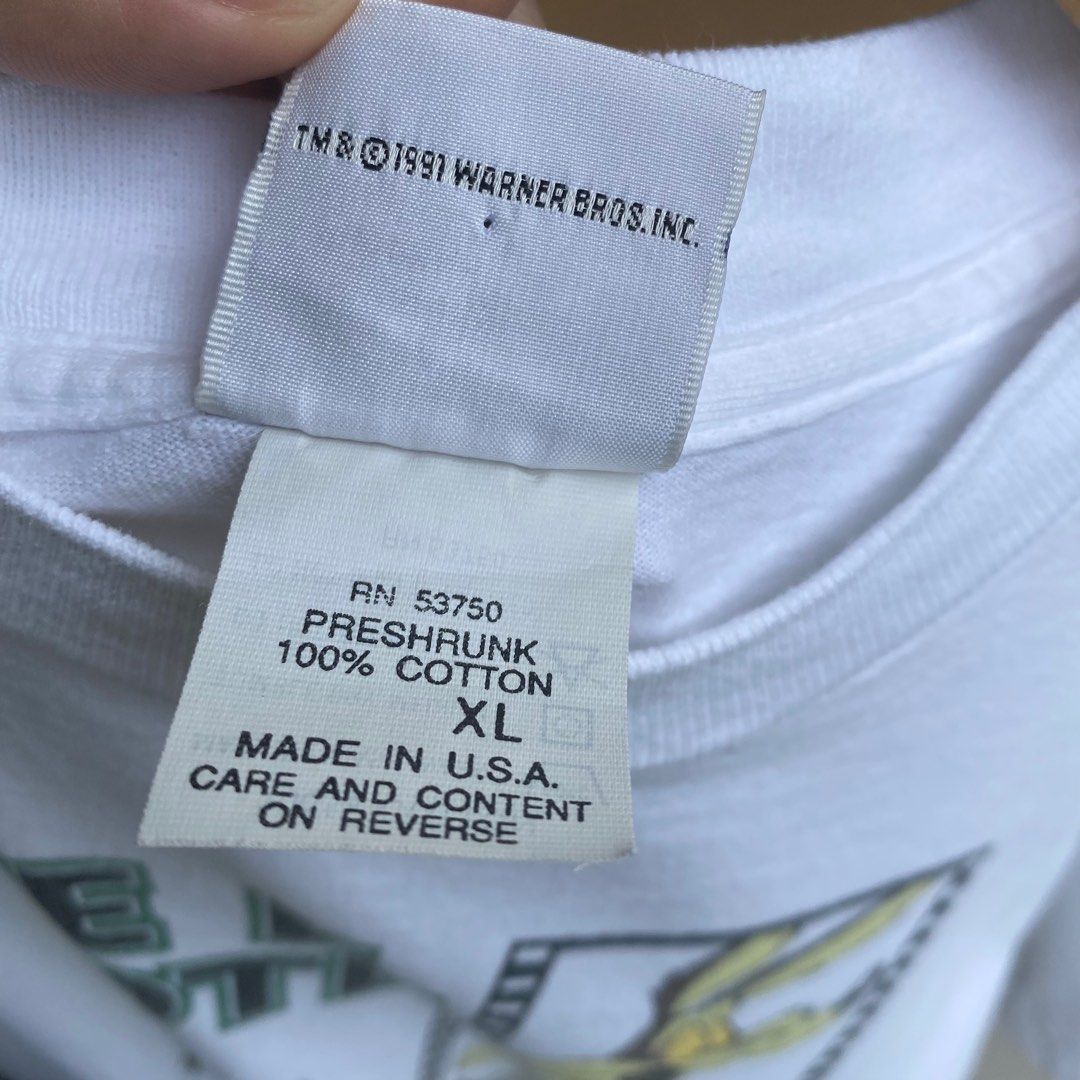 TM & © 1991 WARNER BROS. INC.
RN 53750
PRESHRUNK
100% COTTON
XL
MADE IN U.S.A.
CARE AND CONTENT
ON REVERSE